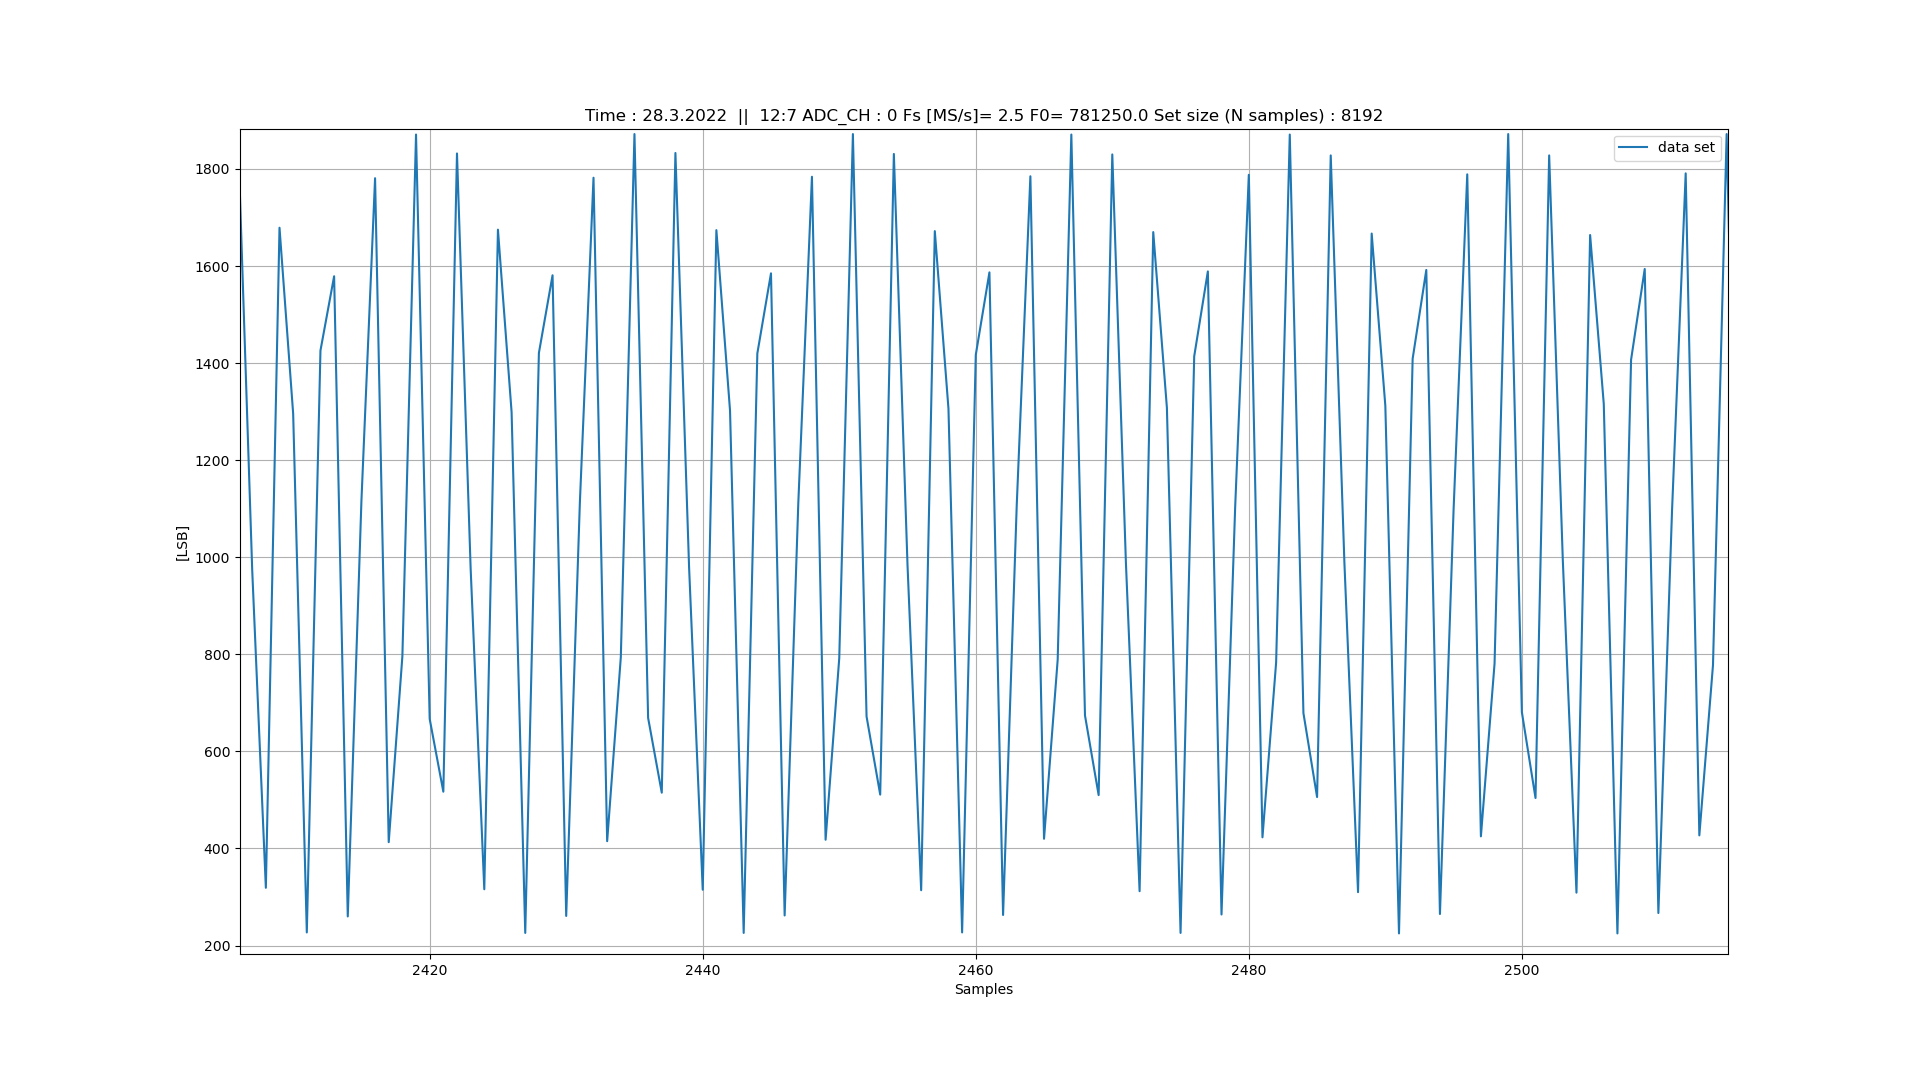 Time : 28.3.2022  ||  12:7 ADC_CH : 0 Fs [MS/s]= 2.5 F0= 781250.0 Set size (N samples) : 8192
data set
1800
1600
1400
1200
1000
800
600
400
200
[LSB]
2420 2440 2460 2480 2500
Samples